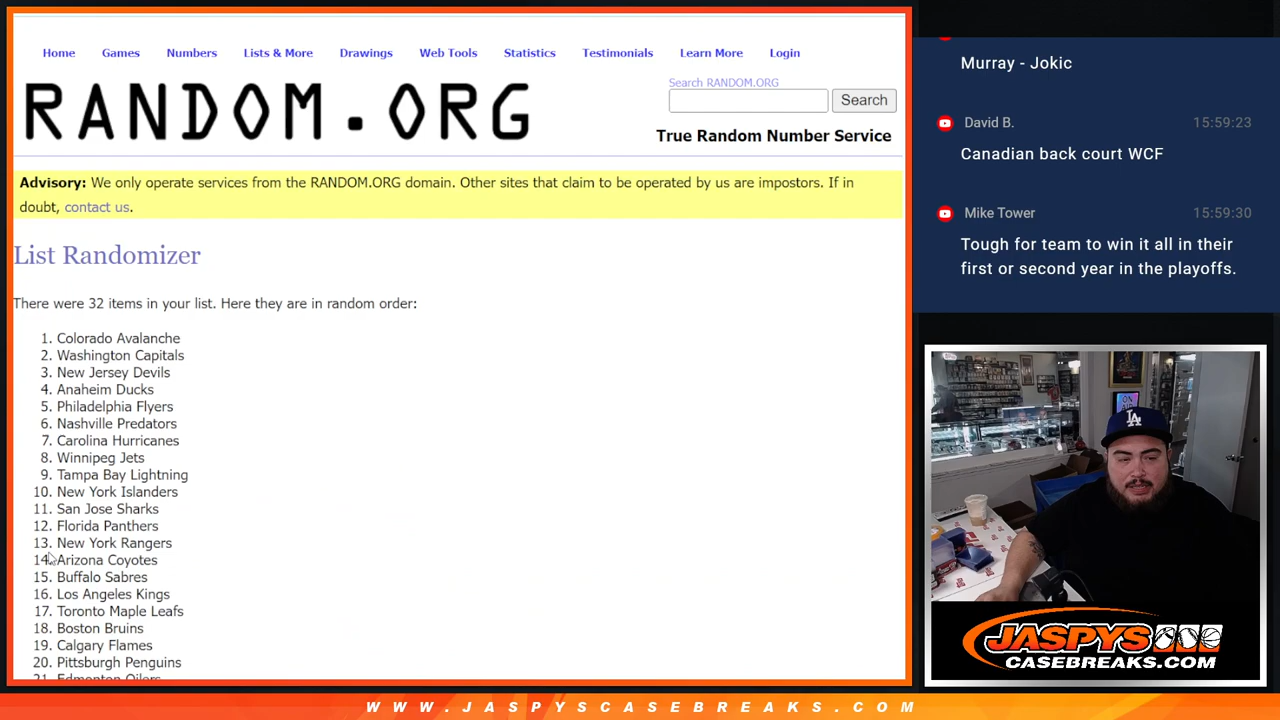 Home Games Numbers Lists & More Drawings Web Tools Statistics Testimonials Learn More Login
RANDOM.ORG
Search RANDOM.ORG
Search
True Random Number Service
Advisory: We only operate services from the RANDOM.ORG domain. Other sites that claim to be operated by us are impostors. If in
doubt, contact us.
List Randomizer
There were 32 items in your list. Here they are in random order:
1. Colorado Avalanche
2. Washington Capitals
3. New Jersey Devils
4. Anaheim Ducks
5. Philadelphia Flyers
6. Nashville Predators
7. Carolina Hurricanes
8. Winnipeg Jets
9. Tampa Bay Lightning
10. New York Islanders
11. San Jose Sharks
12. Florida Panthers
13. New York Rangers
14. Arizona Coyotes
15. Buffalo Sabres
16. Los Angeles Kings
17. Toronto Maple Leafs
18. Boston Bruins
19. Calgary Flames
20. Pittsburgh Penguins
21. Edmonton Oilers
Murray - Jokic
David B. 15:59:23
Canadian back court WCF
Mike Tower 15:59:30
Tough for team to win it all in their
first or second year in the playoffs.
LA
JASPYS
CASEBREAKS.COM
WWW.JASPYSCASEBREAKS.COM